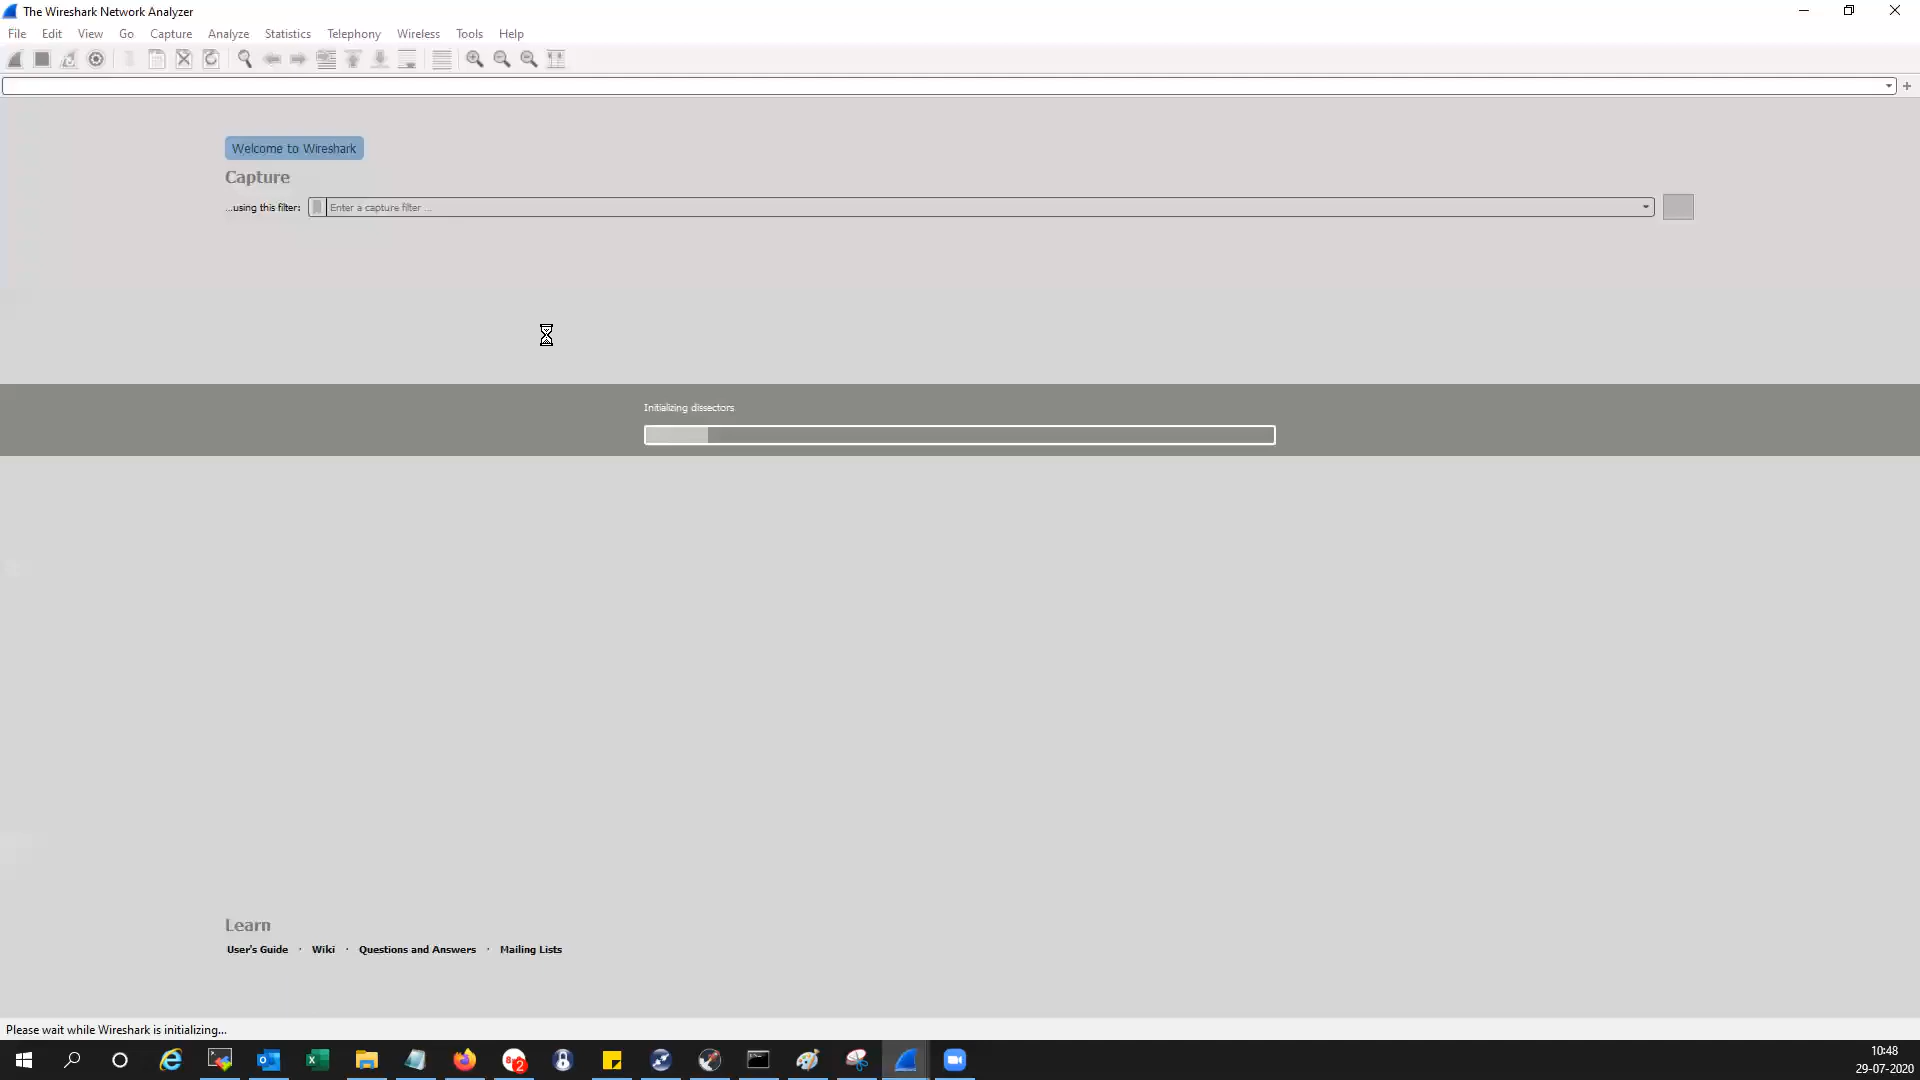 The Wireshark Network Analyzer
File Edit View Go Capture Analyze Statistics Telephony Wireless Tools Help
Welcome to Wireshark
Capture
...using this filter: Enter a capture filter ...
Initializing dissectors
Learn
User's Guide · Wiki · Questions and Answers · Mailing Lists
Please wait while Wireshark is initializing...
2
10:48
29-07-2020